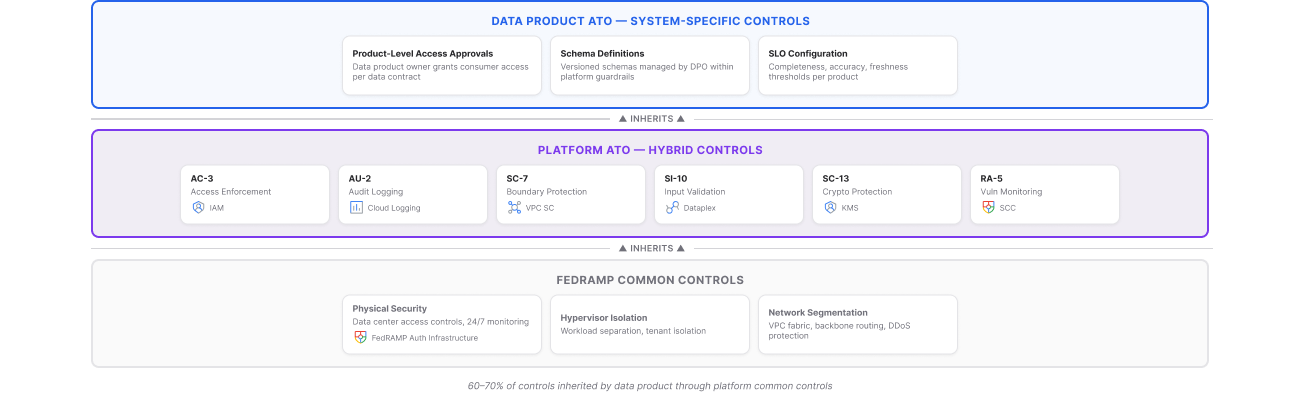 DATA PRODUCT ATO — SYSTEM-SPECIFIC CONTROLS
Product-Level Access Approvals
Data product owner grants consumer access
per data contract
Schema Definitions
Versioned schemas managed by DPO within
platform guardrails
SLO Configuration
Completeness, accuracy, freshness
thresholds per product
▲ INHERITS ▲
PLATFORM ATO — HYBRID CONTROLS
AC-3
Access Enforcement
IAM
AU-2
Audit Logging
Cloud Logging
SC-7
Boundary Protection
VPC SC
SI-10
Input Validation
Dataplex
SC-13
Crypto Protection
KMS
RA-5
Vuln Monitoring
SCC
▲ INHERITS ▲
FEDRAMP COMMON CONTROLS
Physical Security
Data center access controls, 24/7 monitoring
FedRAMP Auth Infrastructure
Hypervisor Isolation
Workload separation, tenant isolation
Network Segmentation
VPC fabric, backbone routing, DDoS
protection
60–70% of controls inherited by data product through platform common controls